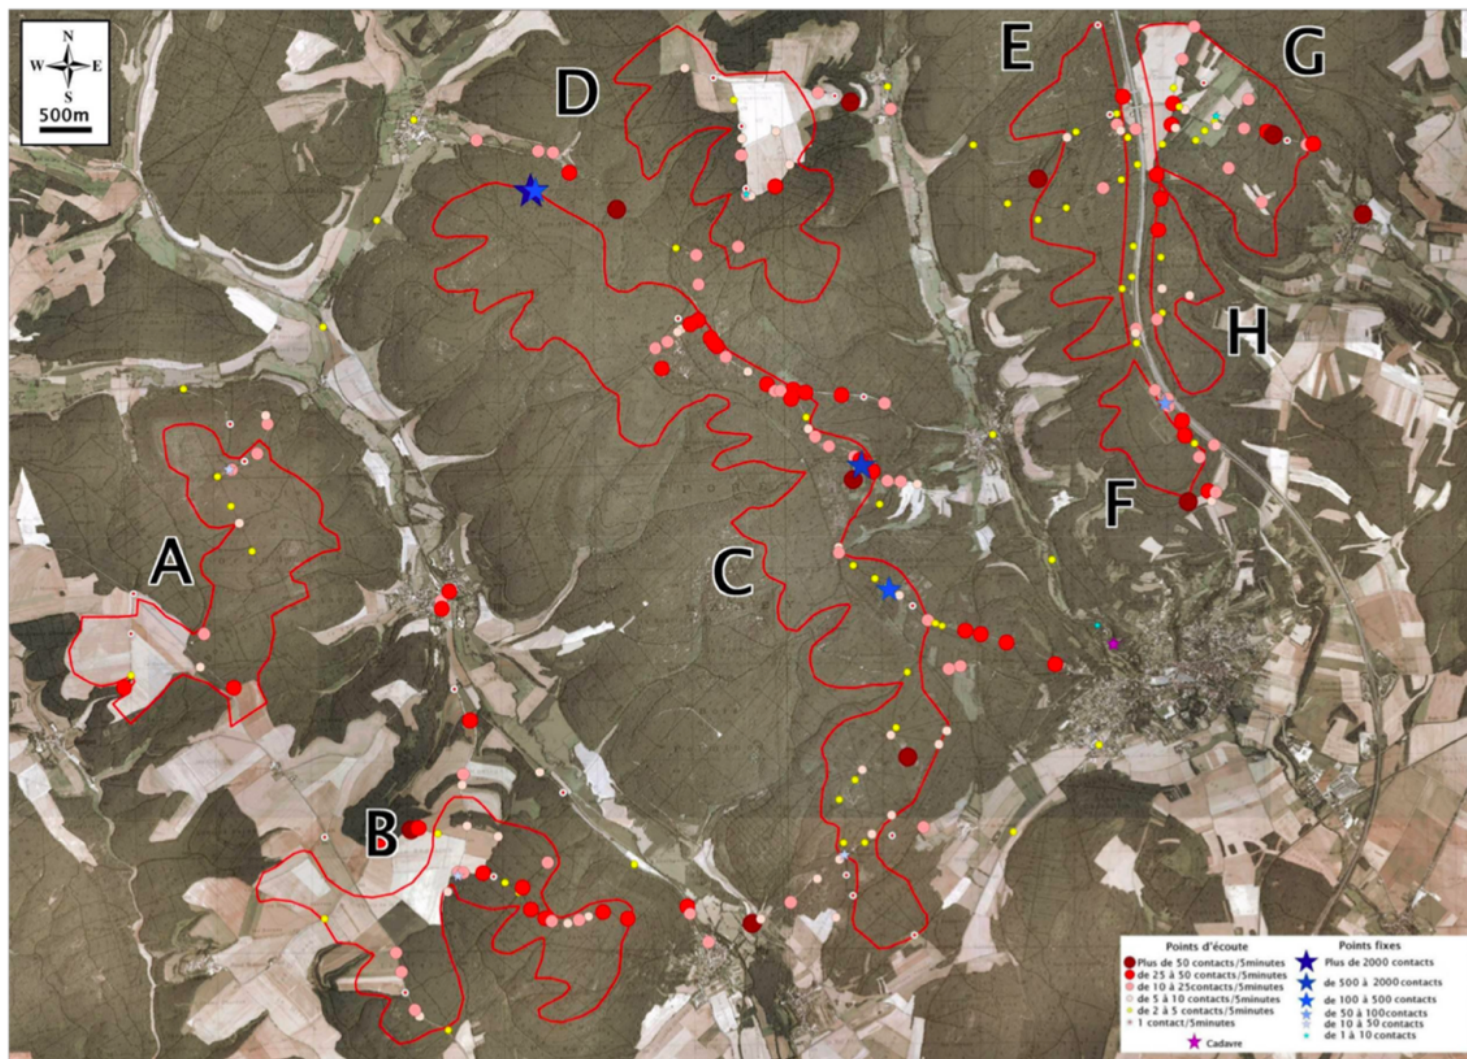 N
W E
S
500m
D
E
G
H
A
F
C
B
Points d'écoute
Plus de 50 contacts/5minutes
de 25 à 50 contacts/5minutes
de 10 à 25contacts/5minutes
de 5 à 10 contacts/5minutes
de 2 à 5 contacts/5minutes
1 contact/5minutes
Cadavre
Points fixes
Plus de 2000 contacts
de 500 à 2000 contacts
de 100 à 500 contacts
de 50 à 100contacts
de 10 à 50 contacts
de 1 à 10 contacts